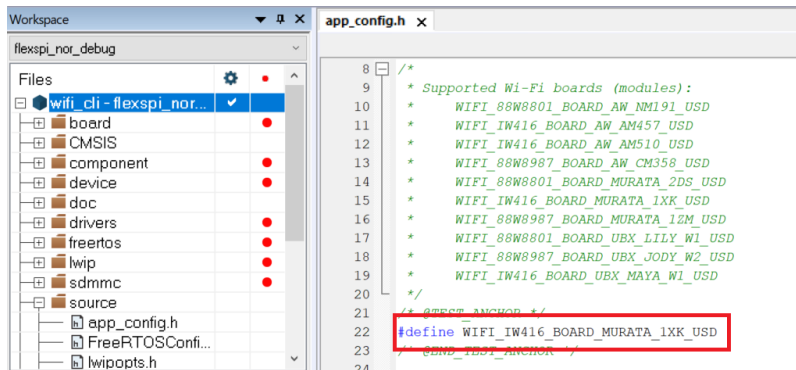 Workspace
flexspi_nor_debug
Files
wifi_cli - flexspi_nor...
board
CMSIS
component
device
doc
drivers
freertos
lwip
sdmmc
source
app_config.h
FreeRTOSConfi...
lwipopts.h
app_config.h x
8 /*
9 * Supported Wi-Fi boards (modules):
10 * WIFI_88W8801_BOARD_AW_NM191_USD
11 * WIFI_IW416_BOARD_AW_AM457_USD
12 * WIFI_IW416_BOARD_AW_AM510_USD
13 * WIFI_88W8987_BOARD_AW_CM358_USD
14 * WIFI_88W8801_BOARD_MURATA_2DS_USD
15 * WIFI_IW416_BOARD_MURATA_1XK_USD
16 * WIFI_88W8987_BOARD_MURATA_1ZM_USD
17 * WIFI_88W8801_BOARD_UBX_LILY_W1_USD
18 * WIFI_88W8987_BOARD_UBX_JODY_W2_USD
19 * WIFI_IW416_BOARD_UBX_MAYA_W1_USD
20 */
21 /* @TEST_ANCHOR */
22 #define WIFI_IW416_BOARD_MURATA_1XK_USD
23 /* @END_TEST_ANCHOR */
24